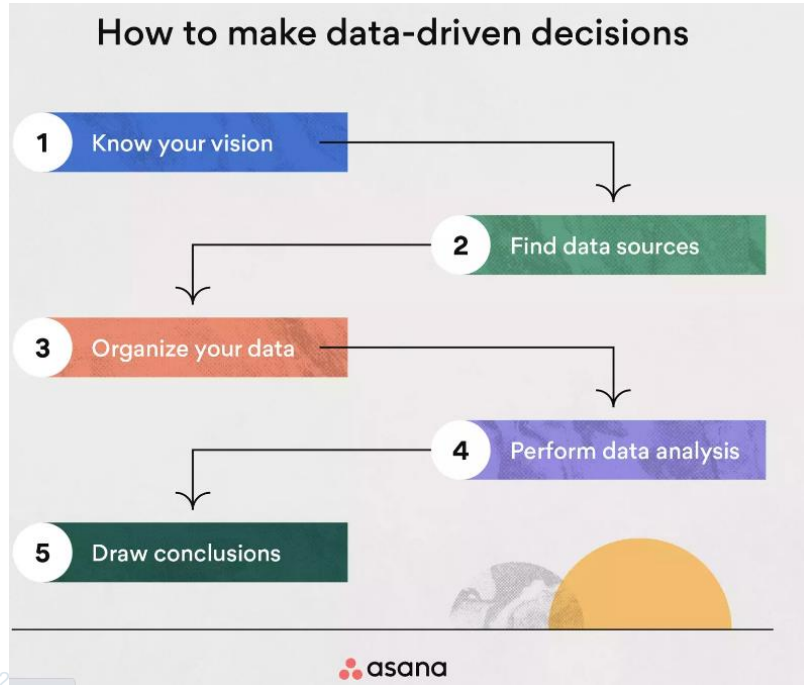 How to make data-driven decisions
1 Know your vision
2 Find data sources
3 Organize your data
4 Perform data analysis
5 Draw conclusions
asana